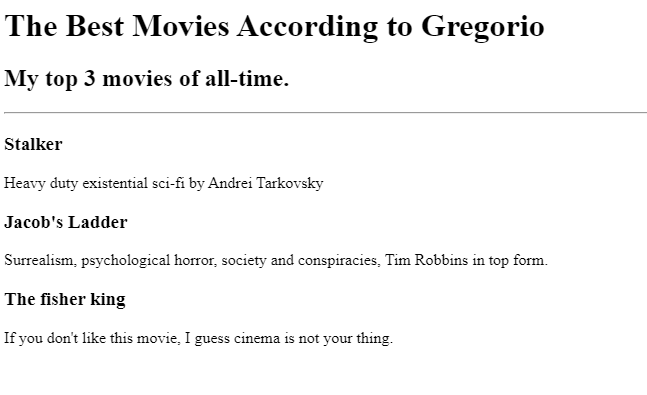 The Best Movies According to Gregorio
My top 3 movies of all-time.
Stalker
Heavy duty existential sci-fi by Andrei Tarkovsky
Jacob's Ladder
Surrealism, psychological horror, society and conspiracies, Tim Robbins in top form.
The fisher king
If you don't like this movie, I guess cinema is not your thing.